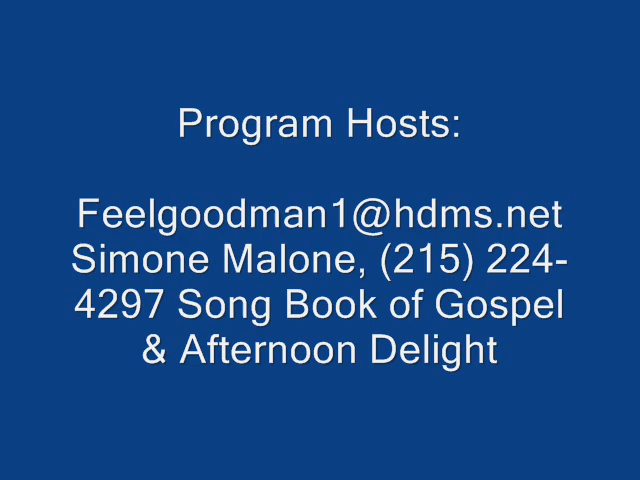 Program Hosts:
Feelgoodman1@hdms.net
Simone Malone, (215) 224-
4297 Song Book of Gospel
& Afternoon Delight